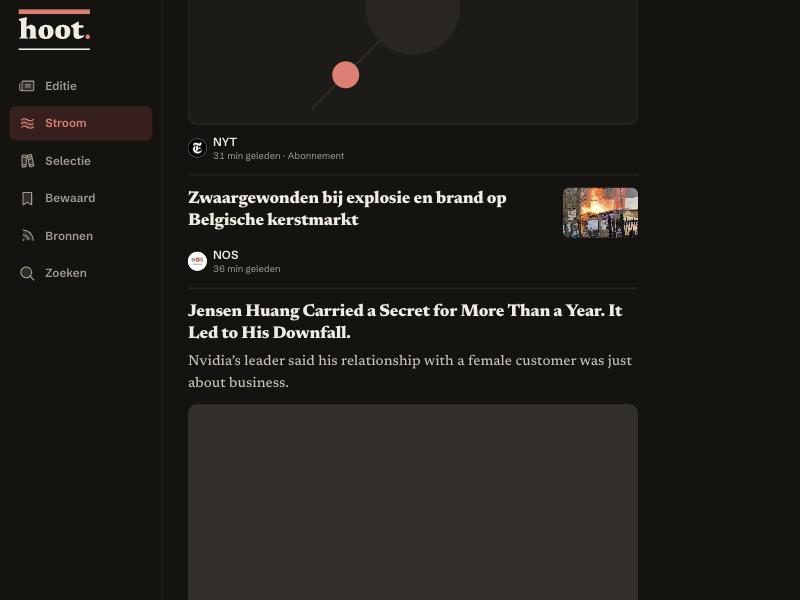 hoot.
Editie
Stroom
Selectie
Bewaard
Bronnen
Zoeken
NYT
31 min geleden · Abonnement
Zwaargewonden bij explosie en brand op
Belgische kerstmarkt
NOS
36 min geleden
Jensen Huang Carried a Secret for More Than a Year. It
Led to His Downfall.
Nvidia’s leader said his relationship with a female customer was just
about business.